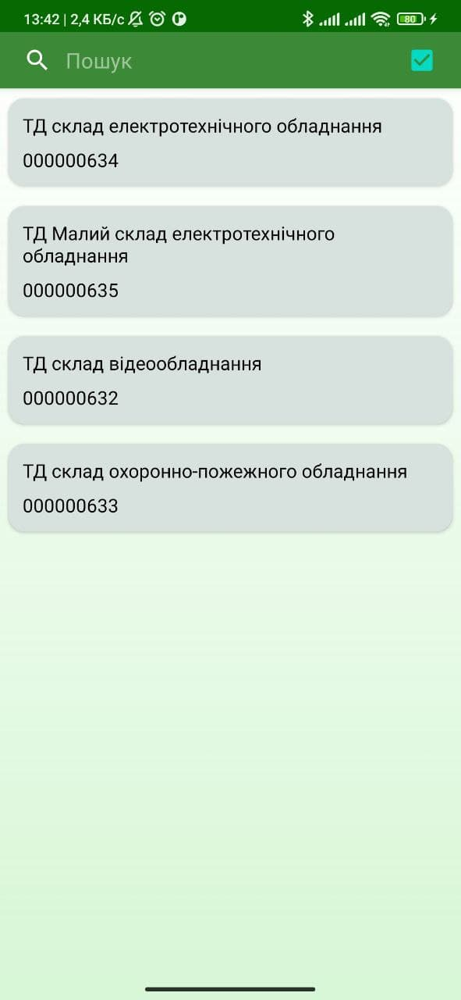 13:42 | 2,4 КБ/с
80
Пошук
ТД склад електротехнічного обладнання
000000634
ТД Малий склад електротехнічного
обладнання
000000635
ТД склад відеообладнання
000000632
ТД склад охоронно-пожежного обладнання
000000633